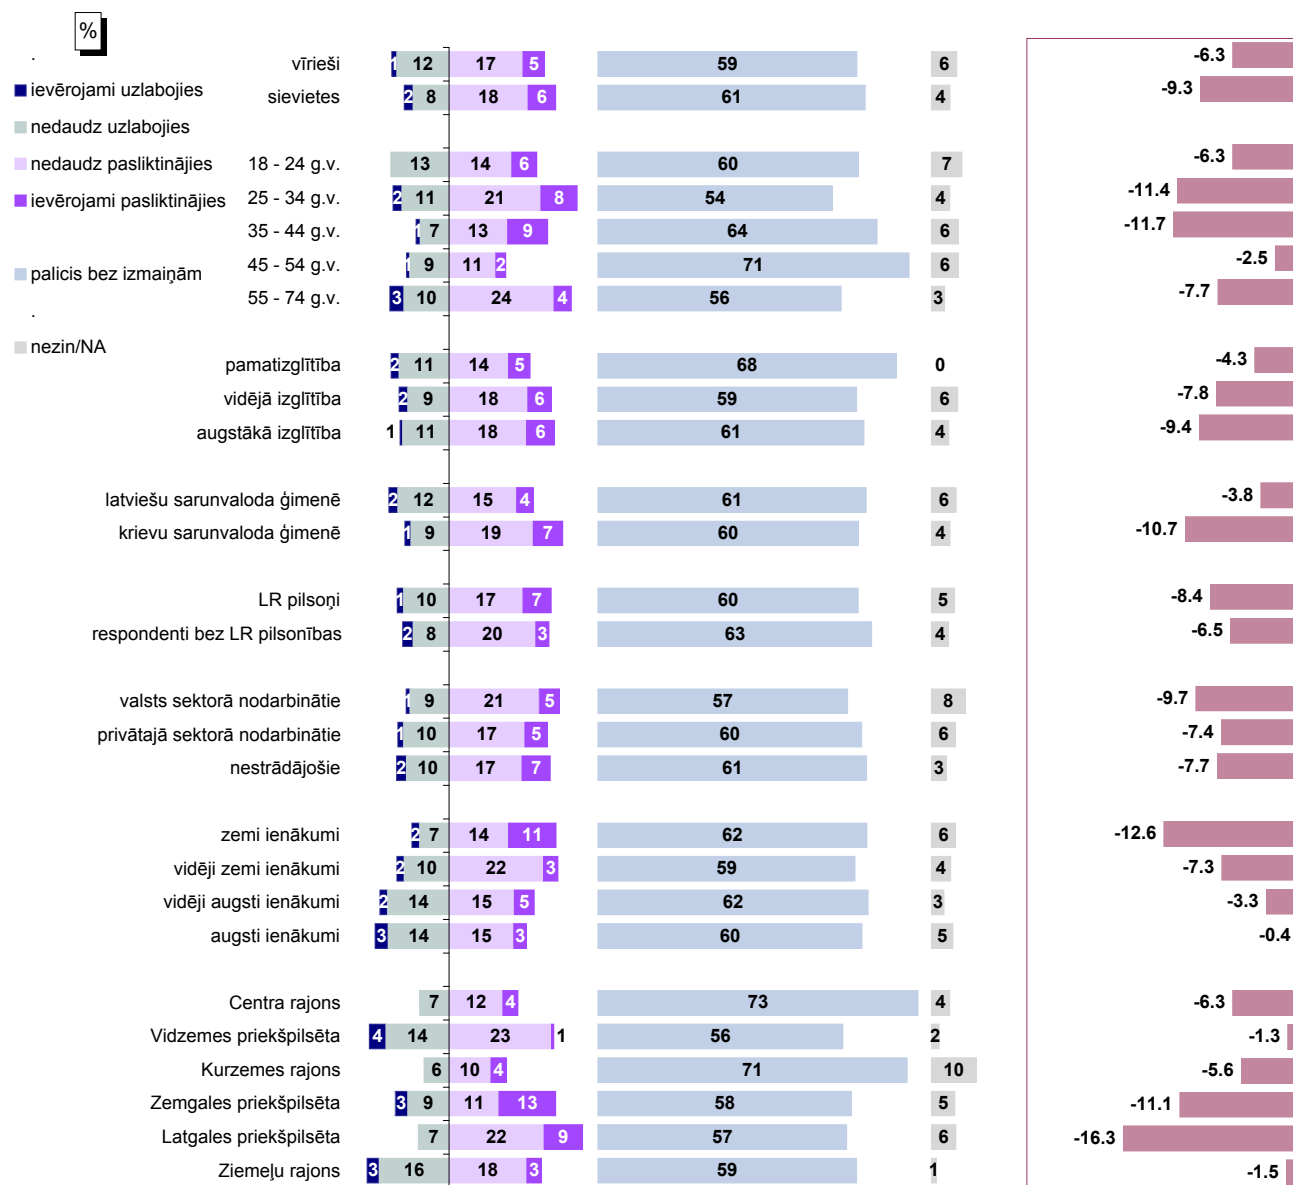 %
.
ievērojami uzlabojies
nedaudz uzlabojies
nedaudz pasliktinājies
ievērojami pasliktinājies
palicis bez izmaiņām
.
nezin/NA
vīrieši 1 12 17 5 59 6 -6.3
sievietes 2 8 18 6 61 4 -9.3
18 - 24 g.v. 13 14 6 60 7 -6.3
25 - 34 g.v. 2 11 21 8 54 4 -11.4
35 - 44 g.v. 1 7 13 9 64 6 -11.7
45 - 54 g.v. 1 9 11 2 71 6 -2.5
55 - 74 g.v. 3 10 24 4 56 3 -7.7
pamatizglītība 2 11 14 5 68 0 -4.3
vidējā izglītība 2 9 18 6 59 6 -7.8
augstākā izglītība 1 11 18 6 61 4 -9.4
latviešu sarunvaloda ģimenē 2 12 15 4 61 6 -3.8
krievu sarunvaloda ģimenē 1 9 19 7 60 4 -10.7
LR pilsoņi 1 10 17 7 60 5 -8.4
respondenti bez LR pilsonības 2 8 20 3 63 4 -6.5
valsts sektorā nodarbinātie 1 9 21 5 57 8 -9.7
privātajā sektorā nodarbinātie 1 10 17 5 60 6 -7.4
nestrādājošie 2 10 17 7 61 3 -7.7
zemi ienākumi 2 7 14 11 62 6 -12.6
vidēji zemi ienākumi 2 10 22 3 59 4 -7.3
vidēji augsti ienākumi 2 14 15 5 62 3 -3.3
augsti ienākumi 3 14 15 3 60 5 -0.4
Centra rajons 7 12 4 73 4 -6.3
Vidzemes priekšpilsēta 4 14 23 1 56 2 -1.3
Kurzemes rajons 6 10 4 71 10 -5.6
Zemgales priekšpilsēta 3 9 11 13 58 5 -11.1
Latgales priekšpilsēta 7 22 9 57 6 -16.3
Ziemeļu rajons 3 16 18 3 59 1 -1.5